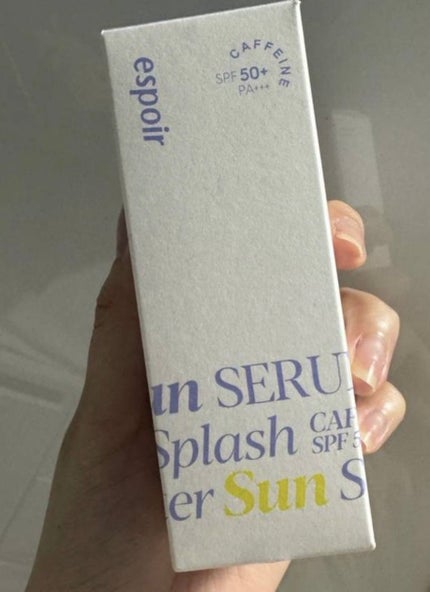 espoir
CAFFEINE
SPF 50+
PA+++
un SERU
Splash CAF
SPF 5
er Sun S